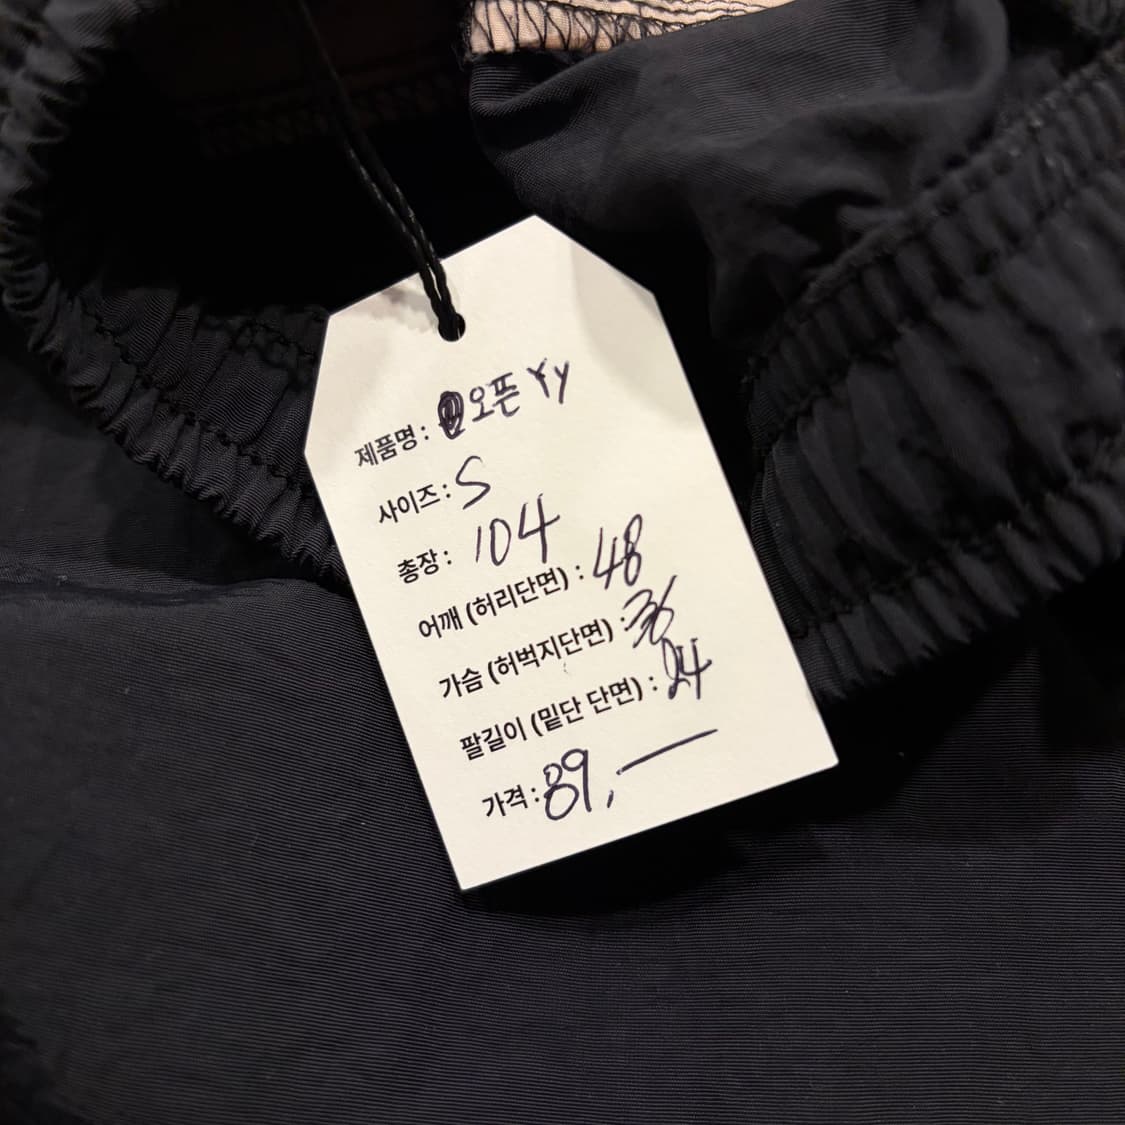 제품명 : 오픈 YY
사이즈 : S
총장 : 104
어깨 (허리단면) : 48
가슴 (허벅지단면) :
팔길이 (밑단 단면) : 24
가격 : 89,—